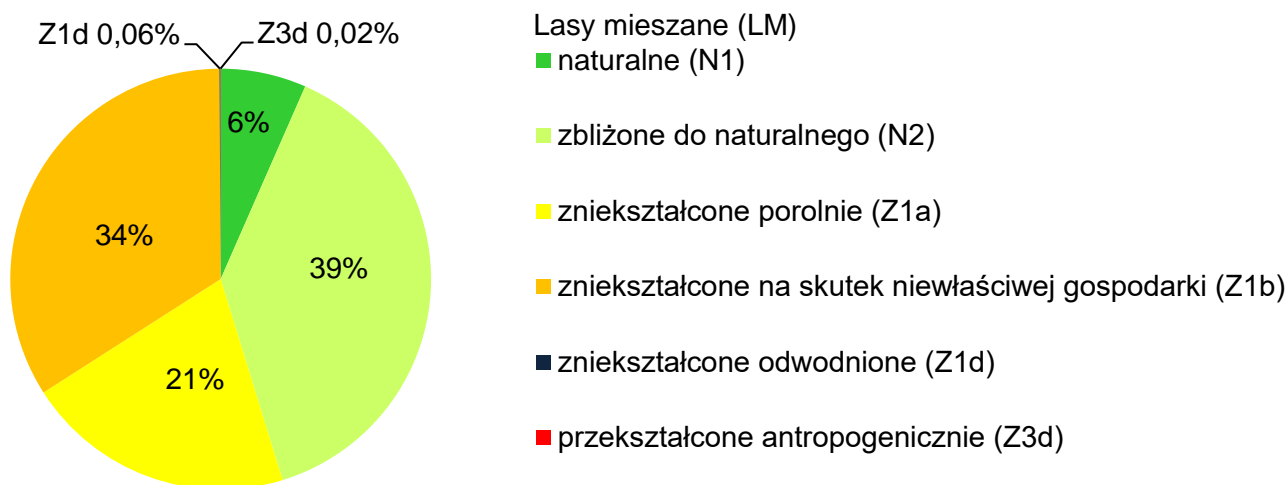 Z1d 0,06%
Z3d 0,02%
6%
39%
21%
34%
Lasy mieszane (LM)
naturalne (N1)
zbliżone do naturalnego (N2)
zniekształcone porolnie (Z1a)
zniekształcone na skutek niewłaściwej gospodarki (Z1b)
zniekształcone odwodnione (Z1d)
przekształcone antropogenicznie (Z3d)